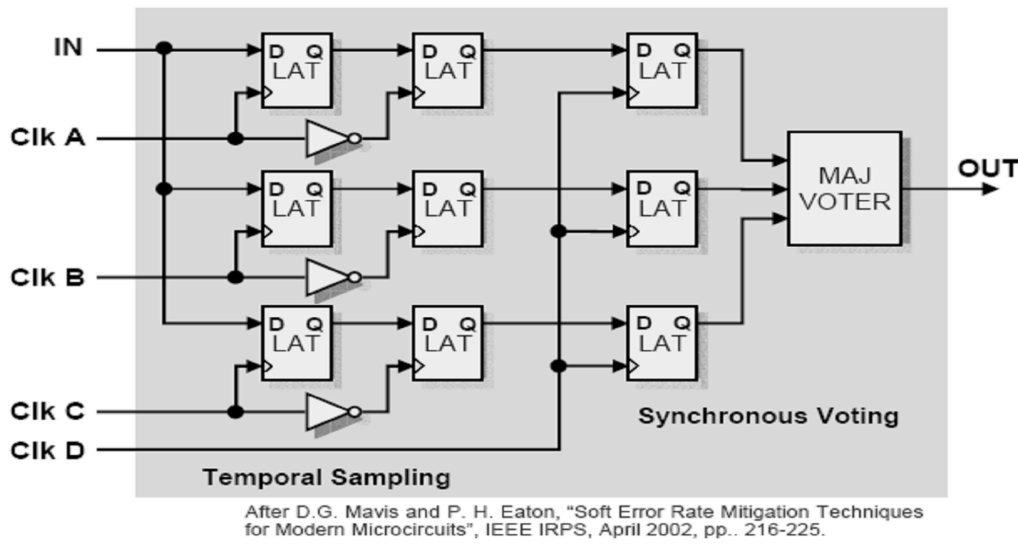 IN
D Q
LAT
D Q
LAT
D Q
LAT
Clk A
MAJ
VOTER
OUT
D Q
LAT
D Q
LAT
D Q
LAT
Clk B
D Q
LAT
D Q
LAT
D Q
LAT
Clk C
Synchronous Voting
Clk D
Temporal Sampling
After D.G. Mavis and P. H. Eaton, “Soft Error Rate Mitigation Techniques
for Modern Microcircuits”, IEEE IRPS, April 2002, pp.. 216-225.